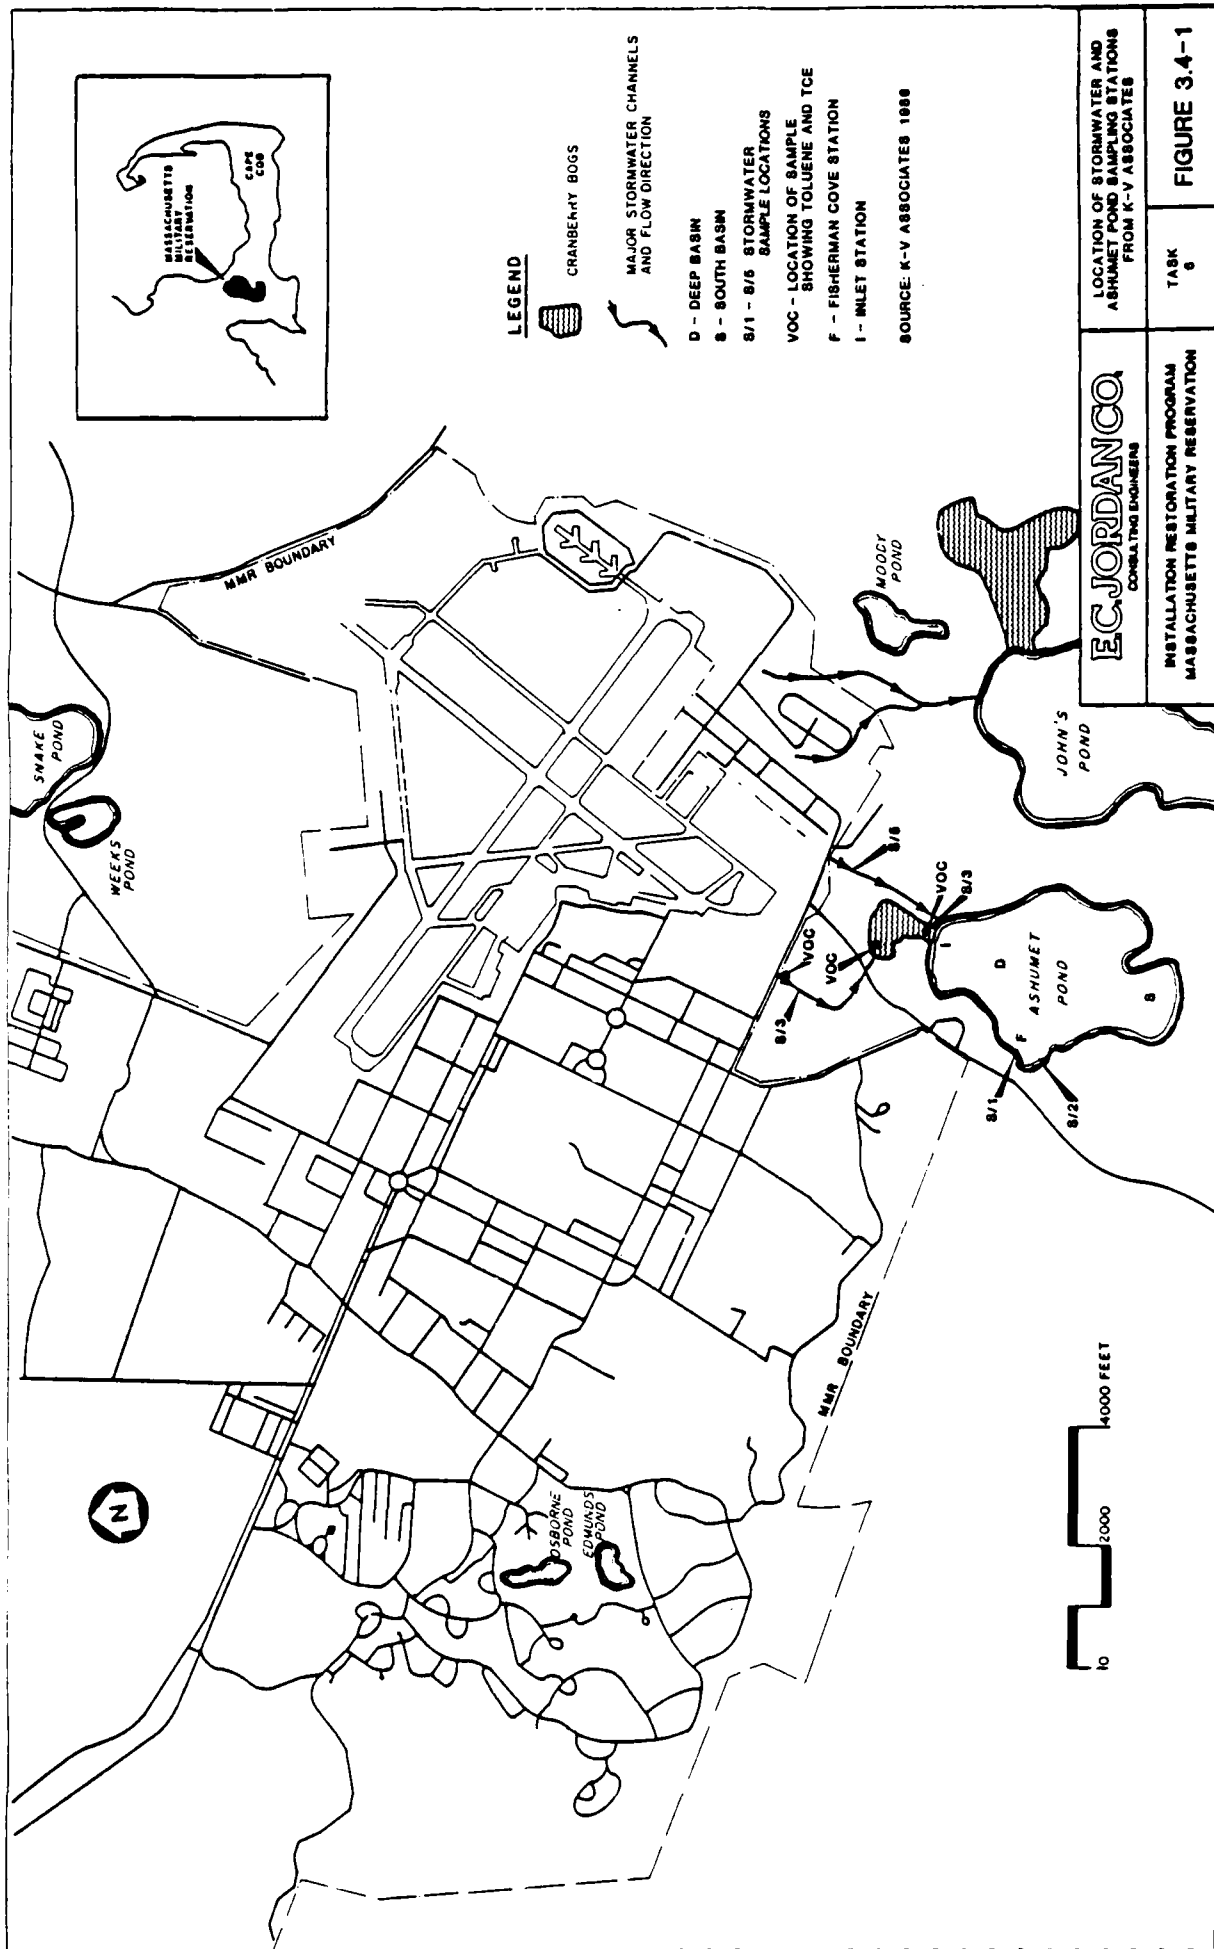 MASSACHUSETTS
MILITARY
RESERVATION
CAPE
COD
LEGEND
CRANBERRY BOGS
MAJOR STORMWATER CHANNELS
AND FLOW DIRECTION
D - DEEP BASIN
S - SOUTH BASIN
S/1 - S/5 STORMWATER
SAMPLE LOCATIONS
VOC - LOCATION OF SAMPLE
SHOWING TOLUENE AND TCE
F - FISHERMAN COVE STATION
I - INLET STATION
SOURCE: K-V ASSOCIATES 1986
SNAKE
POND
WEEKS
POND
MMR BOUNDARY
MOODY
POND
JOHN'S
POND
S/5
VOC
S/3
VOC
VOC
S/3
I
D
ASHUMET
POND
F
S
S/1
S/2
OSBORNE
POND
EDMUNDS
POND
MMR BOUNDARY
N
0
2000
4000 FEET
E.C. JORDAN CO.
CONSULTING ENGINEERS
INSTALLATION RESTORATION PROGRAM
MASSACHUSETTS MILITARY RESERVATION
LOCATION OF STORMWATER AND
ASHUMET POND SAMPLING STATIONS
FROM K-V ASSOCIATES
TASK
6
FIGURE 3.4-1